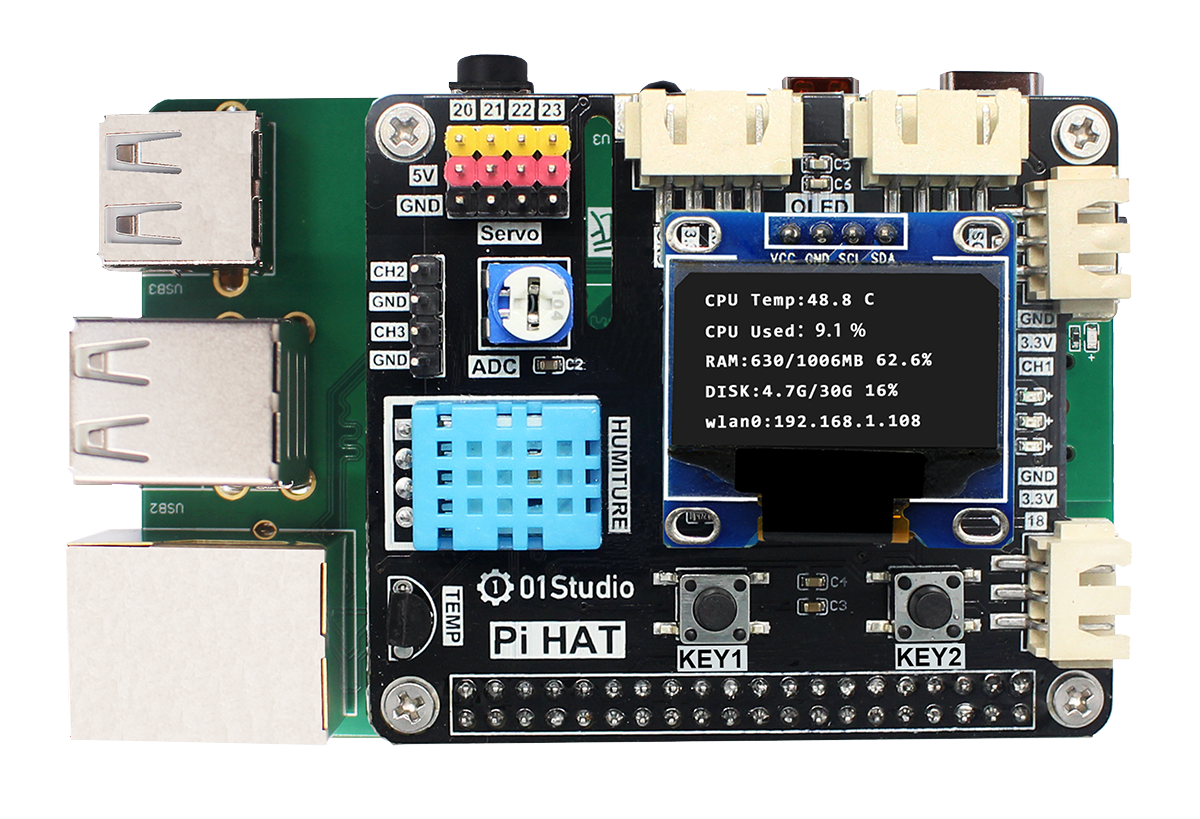 20 21 22 23
5V
GND
Servo
U3
C5
C6
OLED
VCC GND SCL SDA
CH2
GND
CH3
GND
ADC
C2
104
CPU Temp:48.8 C
CPU Used: 9.1 %
RAM:630/1006MB 62.6%
DISK:4.7G/30G 16%
wlan0:192.168.1.108
GND
3.3V
CH1
+
+
+
+
GND
3.3V
18
USB3
USB2
HUMITURE
TEMP
1 01Studio
Pi HAT
C4
C3
KEY1
KEY2